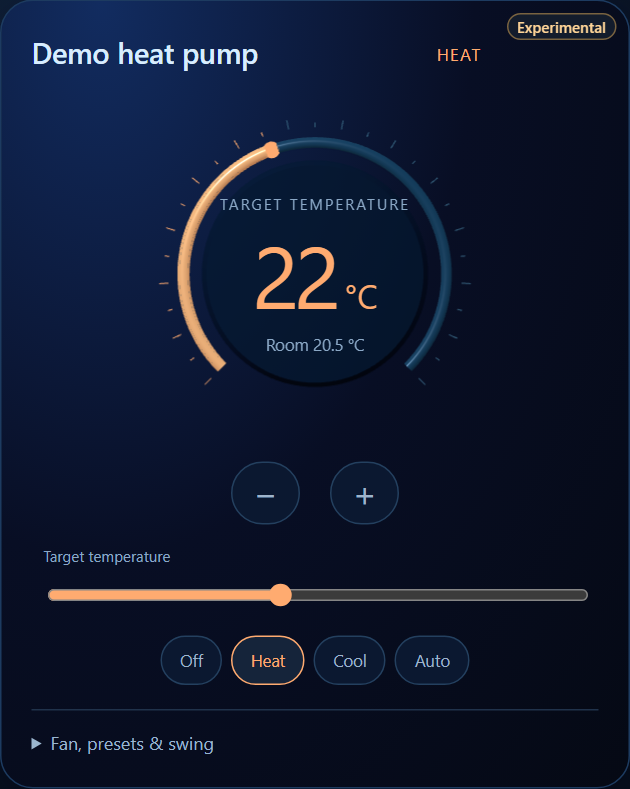 Experimental
Demo heat pump
HEAT
TARGET TEMPERATURE
22 °C
Room 20.5 °C
− +
Target temperature
Off Heat Cool Auto
▶ Fan, presets & swing